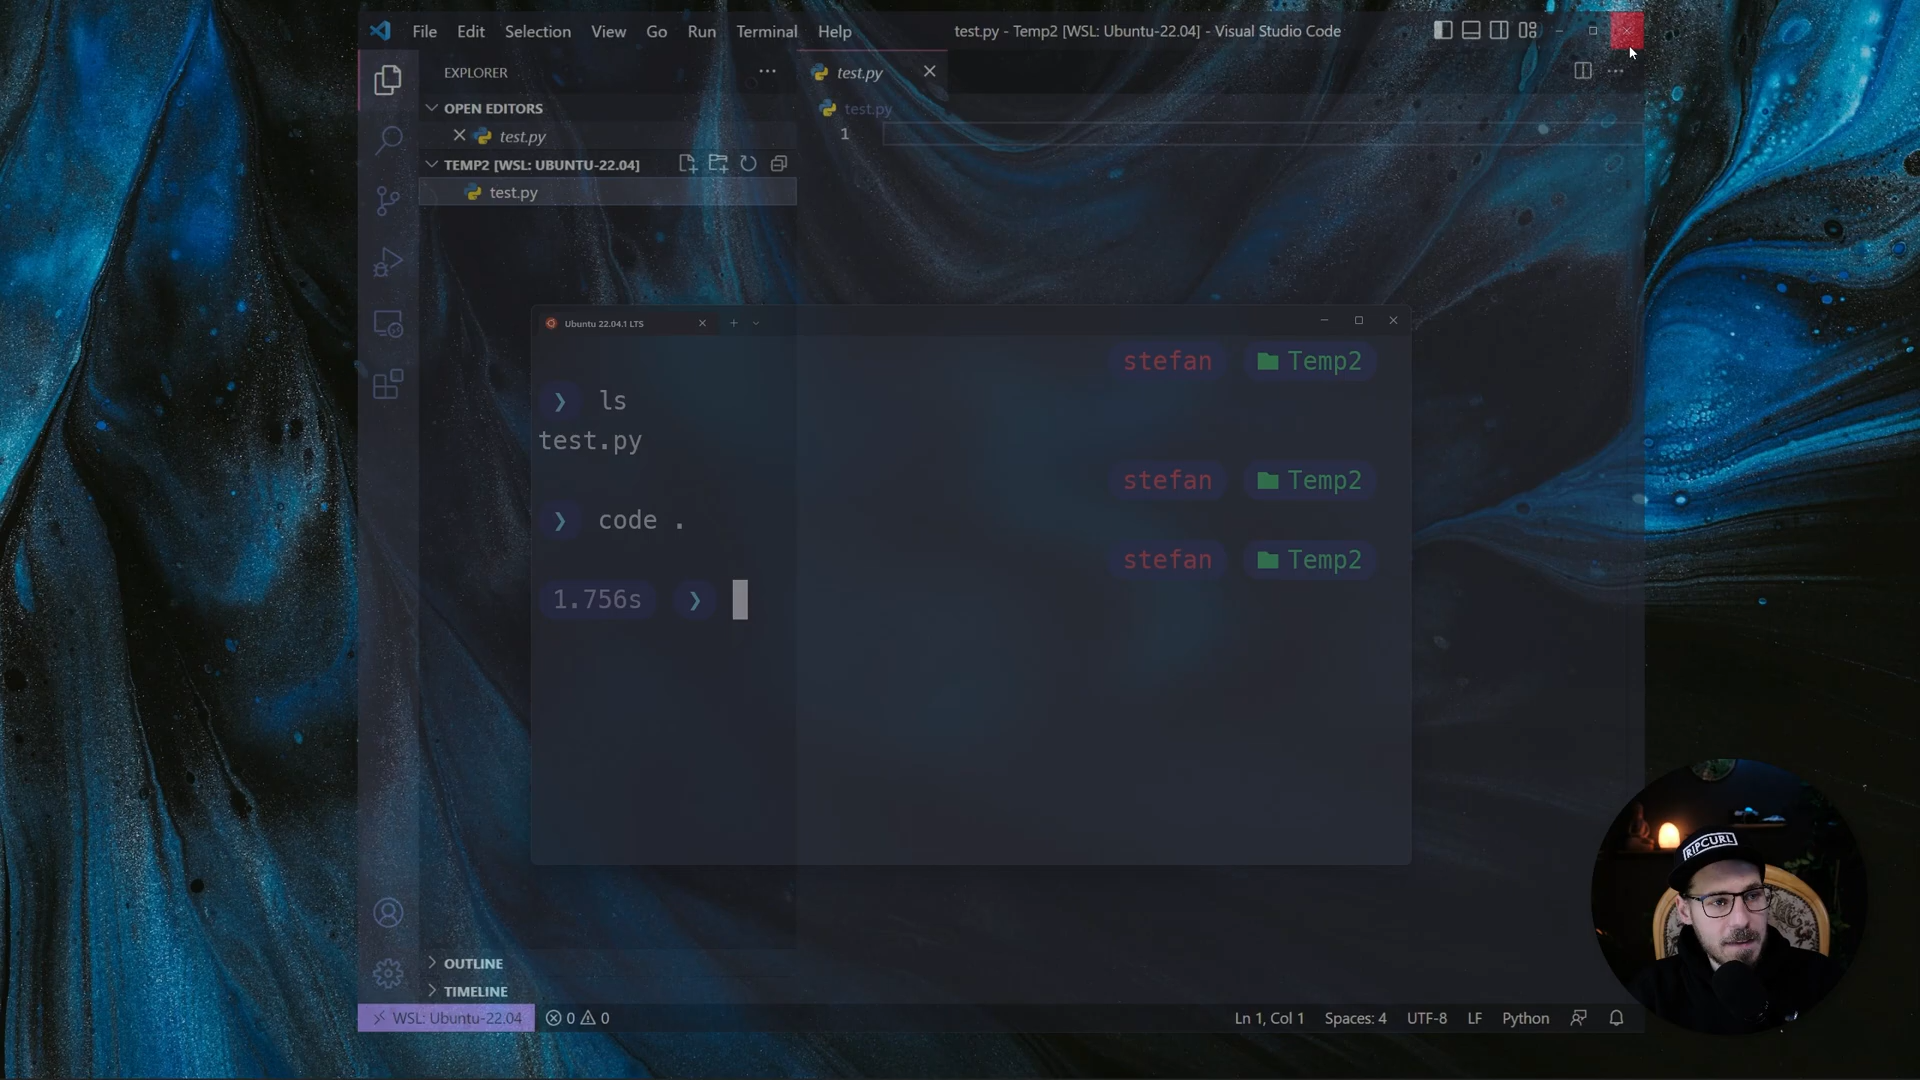 File Edit Selection View Go Run Terminal Help
test.py - Temp2 [WSL: Ubuntu-22.04] - Visual Studio Code
EXPLORER
test.py
OPEN EDITORS
test.py
test.py
1
TEMP2 [WSL: UBUNTU-22.04]
test.py
Ubuntu 22.04.1 LTS
stefan Temp2
❯ ls
test.py
stefan Temp2
❯ code .
stefan Temp2
1.756s ❯
RIPCURL
OUTLINE
TIMELINE
WSL: Ubuntu-22.04 0 0 Ln 1, Col 1 Spaces: 4 UTF-8 LF Python